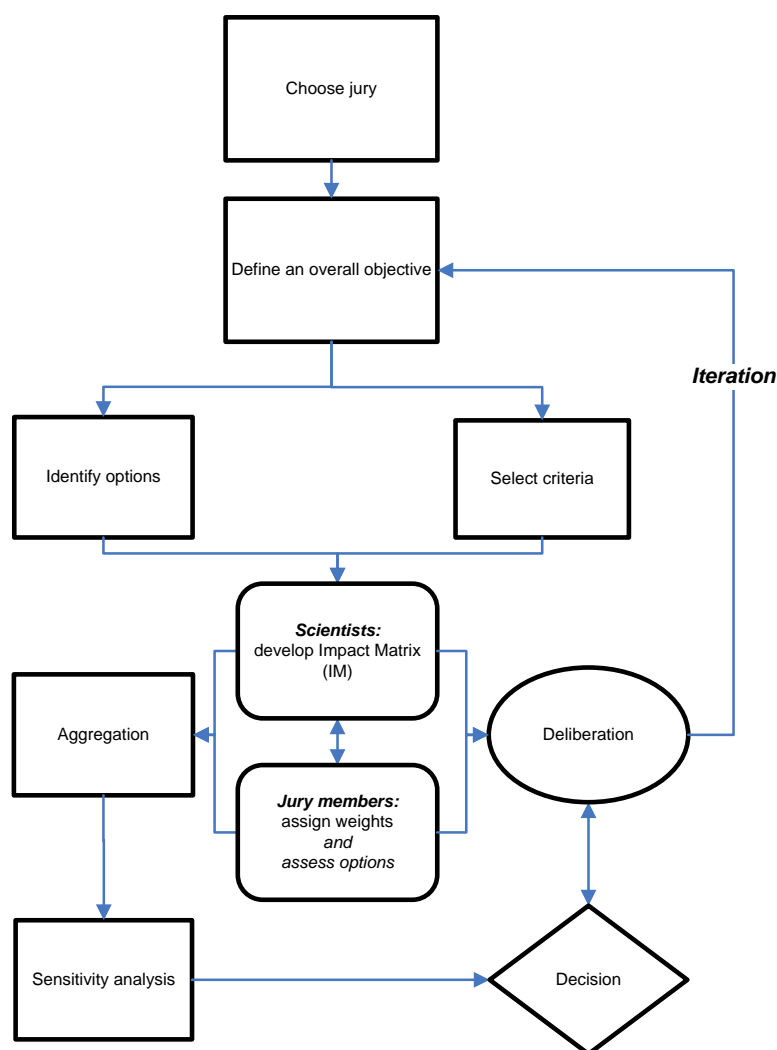 Choose jury
Define an overall objective
Iteration
Identify options
Select criteria
Scientists:
develop Impact Matrix
(IM)
Aggregation
Deliberation
Jury members:
assign weights
and
assess options
Sensitivity analysis
Decision